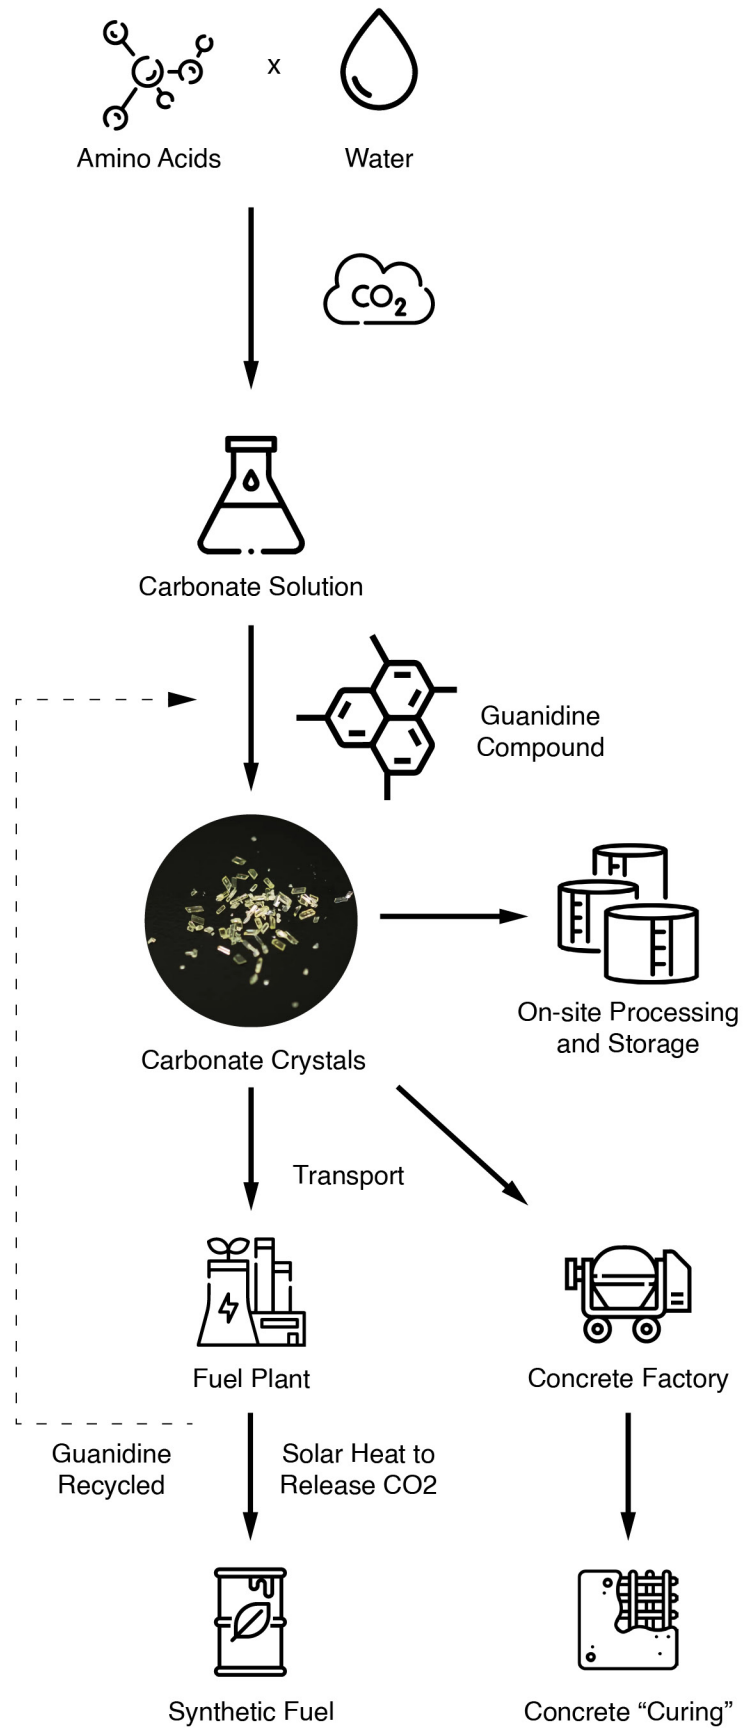 x
Amino Acids
Water
CO2
Carbonate Solution
Guanidine
Compound
On-site Processing
and Storage
Carbonate Crystals
Transport
Fuel Plant
Concrete Factory
Guanidine
Recycled
Solar Heat to
Release CO2
Synthetic Fuel
Concrete “Curing”